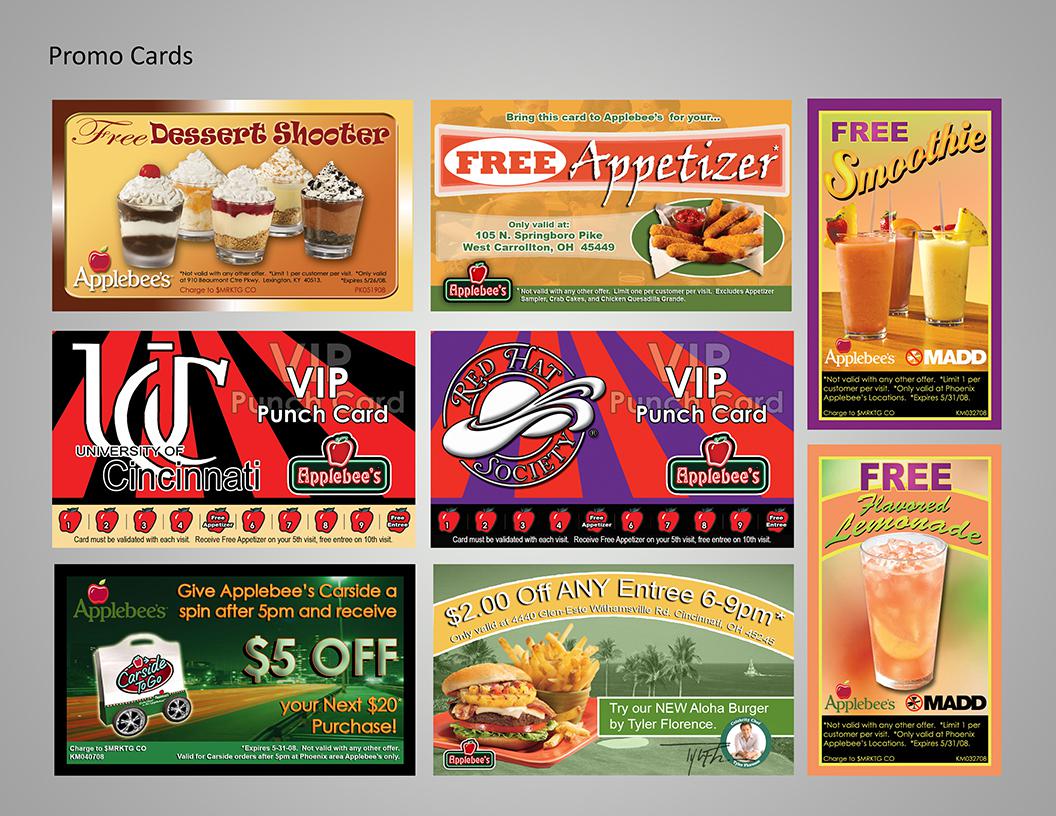 Promo Cards
Free Dessert Shooter
Applebee's
*Not valid with any other offer. *Limit 1 per customer per visit. *Only valid
at 910 Beaumont Ctre Pkwy. Lexington, KY 40513. *Expires 5/26/08.
Charge to $MRKTG CO PK051908
Bring this card to Applebee's for your...
FREE Appetizer*
Only valid at:
105 N. Springboro Pike
West Carrollton, OH 45449
Applebee's
*Not valid with any other offer. Limit one per customer per visit. Excludes Appetizer
Sampler, Crab Cakes, and Chicken Quesadilla Grande.
FREE
Smoothie
Applebee's MADD
*Not valid with any other offer. *Limit 1 per
customer per visit. *Only valid at Phoenix
Applebee's Locations. *Expires 5/31/08.
Charge to $MRKTG CO KM032708
UC
UNIVERSITY OF
Cincinnati
VIP
VIP
Punch Card
Punch Card
Applebee's
1 2 3 4 Free Appetizer 6 7 8 9 Free Entree
Card must be validated with each visit. Receive Free Appetizer on your 5th visit, free entree on 10th visit.
RED HAT
SOCIETY®
VIP
VIP
Punch Card
Punch Card
Applebee's
1 2 3 4 Free Appetizer 6 7 8 9 Free Entree
Card must be validated with each visit. Receive Free Appetizer on your 5th visit, free entree on 10th visit.
FREE
Flavored
Lemonade
Applebee's MADD
*Not valid with any other offer. *Limit 1 per
customer per visit. *Only valid at Phoenix
Applebee's Locations. *Expires 5/31/08.
Charge to $MRKTG CO KM032708
Applebee's
Give Applebee's Carside a
spin after 5pm and receive
$5 OFF
your Next $20
Purchase!
Carside
To Go
Charge to $MRKTG CO *Expires 5-31-08. Not valid with any other offer.
KM040708 Valid for Carside orders after 5pm at Phoenix area Applebee's only.
$2.00 Off ANY Entree 6-9pm*
Only valid at 4440 Glen-Este Withamsville Rd. Cincinnati, OH 45245
Try our NEW Aloha Burger
by Tyler Florence.
Celebrity Chef
Tyler Florence
Applebee's